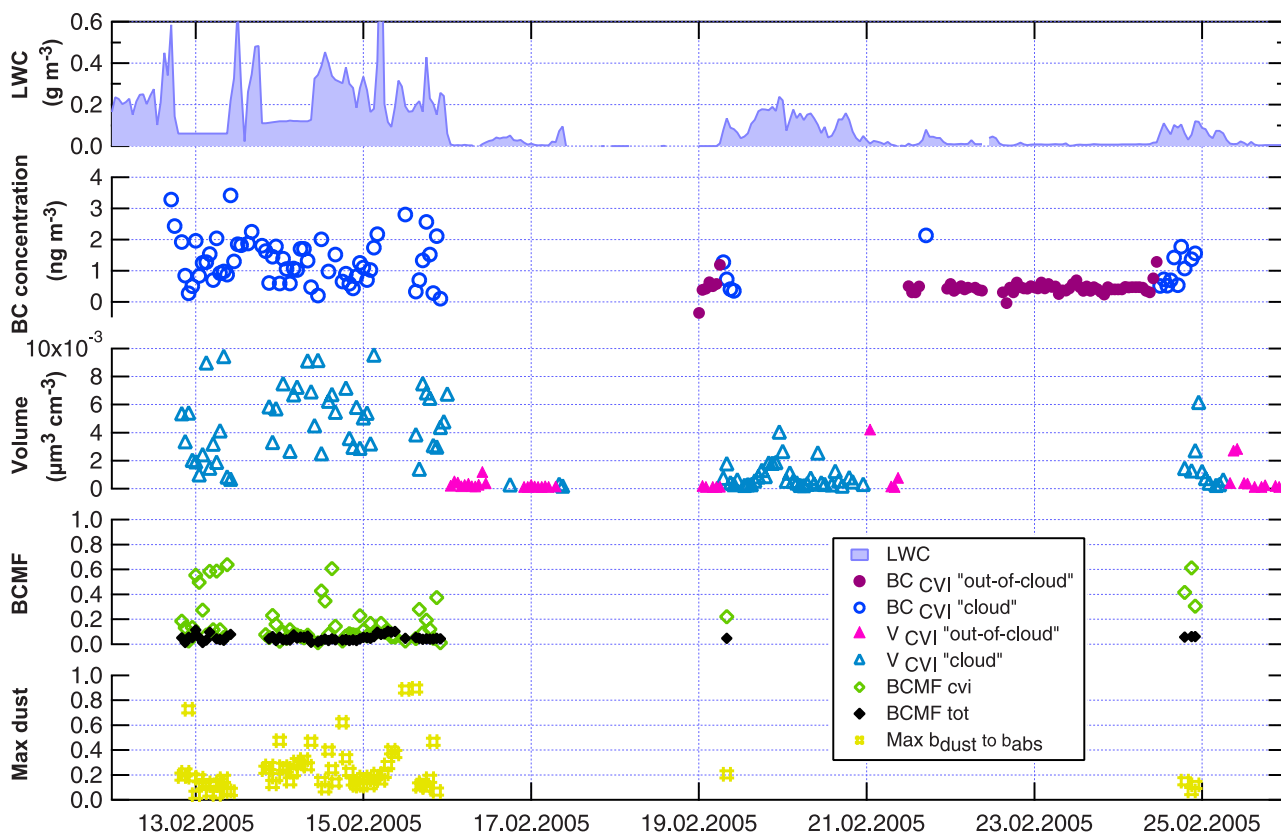 LWC
(g m-3)
0.6
0.4
0.2
0.0
BC concentration
(ng m-3)
4
3
2
1
0
Volume
(µm3 cm-3)
10x10-3
8
6
4
2
0
BCMF
1.0
0.8
0.6
0.4
0.2
0.0
Max dust
1.0
0.8
0.6
0.4
0.2
0.0
LWC
BC CVI "out-of-cloud"
BC CVI "cloud"
V CVI "out-of-cloud"
V CVI "cloud"
BCMF cvi
BCMF tot
Max bdust to babs
13.02.2005
15.02.2005
17.02.2005
19.02.2005
21.02.2005
23.02.2005
25.02.2005